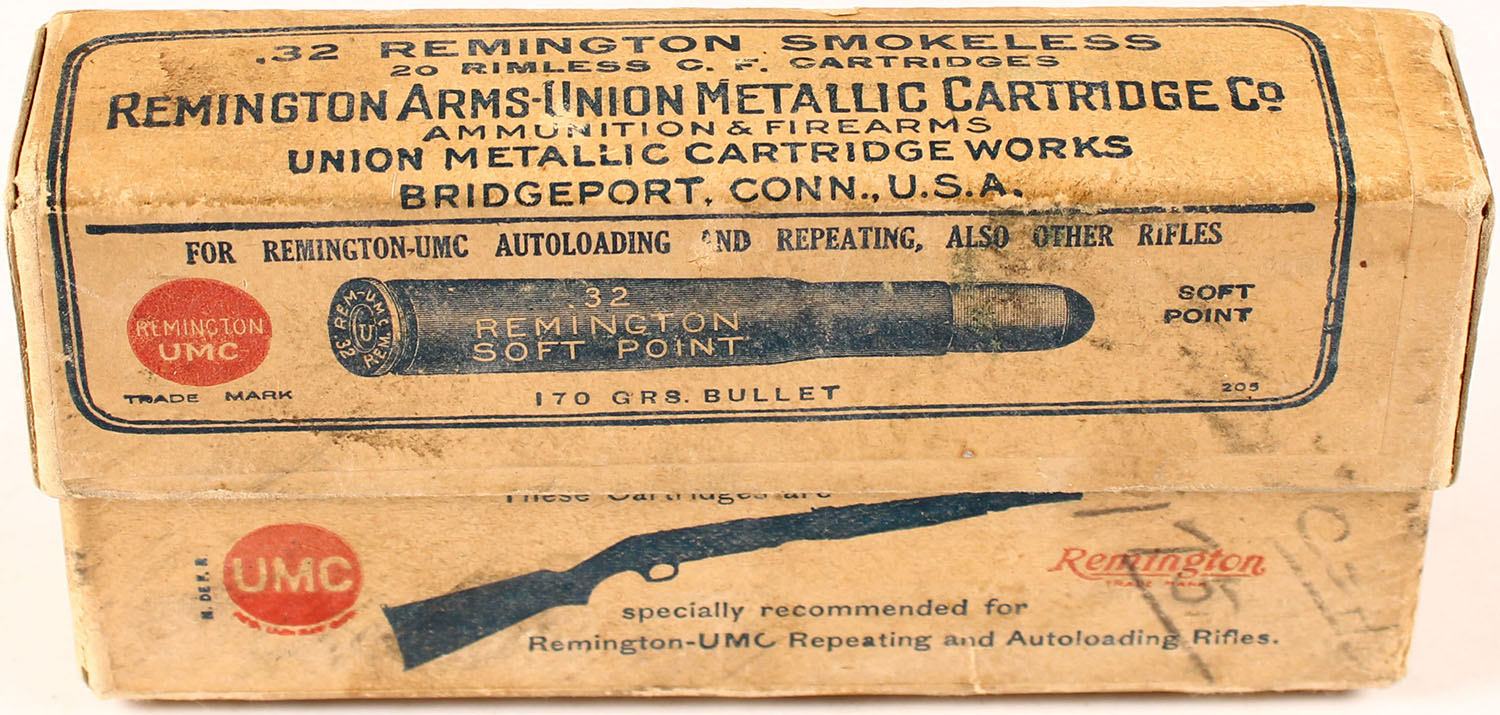 .32 REMINGTON SMOKELESS
20 RIMLESS C. F. CARTRIDGES
REMINGTON ARMS-UNION METALLIC CARTRIDGE CO
AMMUNITION & FIREARMS
UNION METALLIC CARTRIDGE WORKS
BRIDGEPORT, CONN., U.S.A.
FOR REMINGTON-UMC AUTOLOADING AND REPEATING, ALSO OTHER RIFLES
REMINGTON
UMC
TRADE MARK
REM-UMC
U
32 REM.
.32
REMINGTON
SOFT POINT
170 GRS. BULLET
SOFT
POINT
205
These Cartridges are
UMC
Remington
TRADE MARK
specially recommended for
Remington-UMC Repeating and Autoloading Rifles.